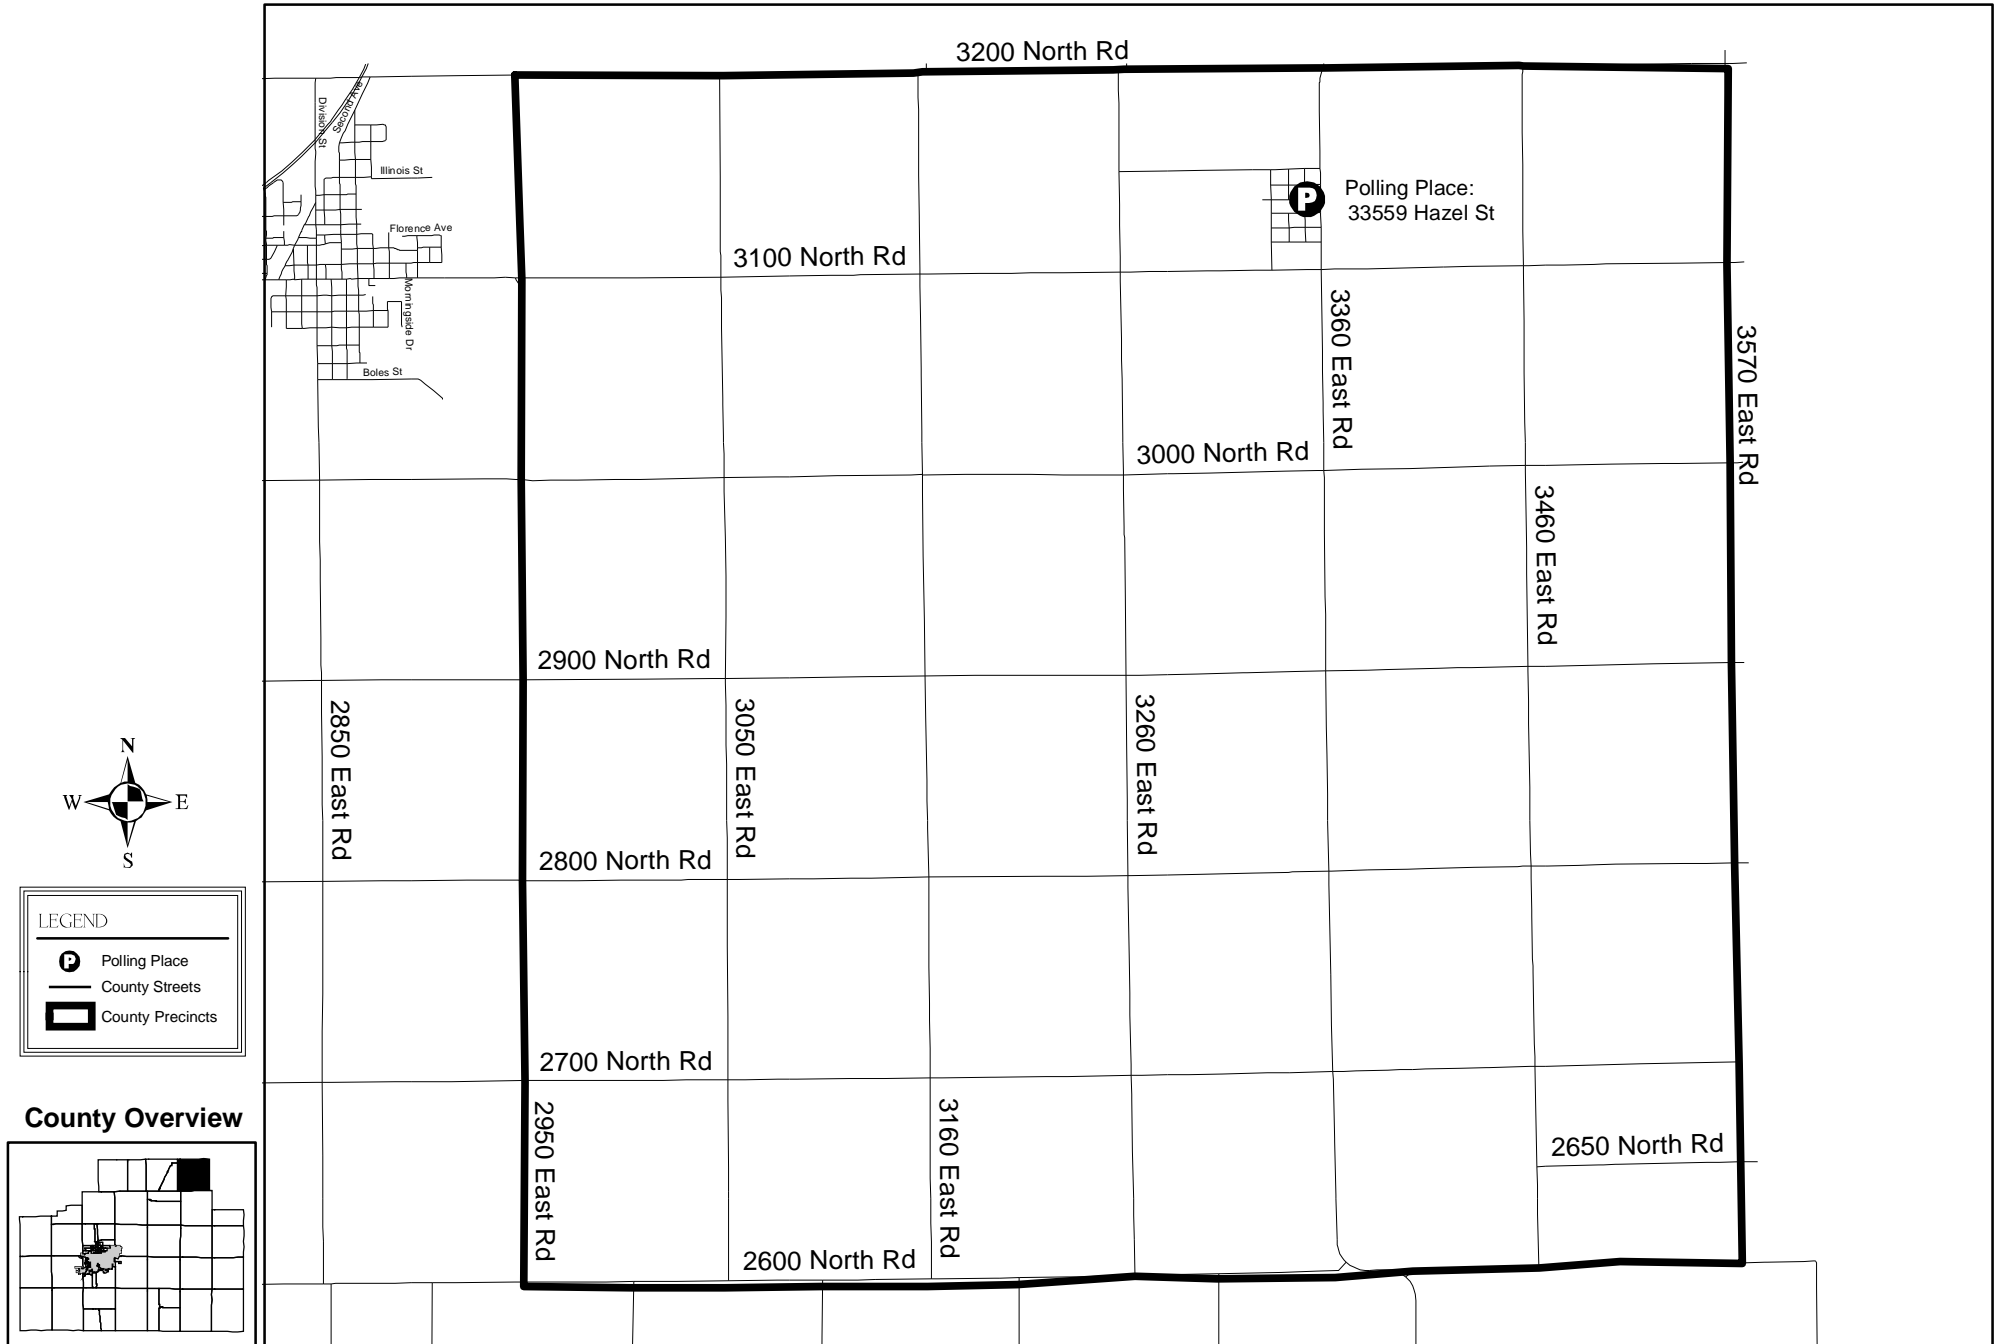 3200 North Rd
Division St
Second Ave
Illinois St
Polling Place:
33559 Hazel St
Florence Ave
3100 North Rd
Morningside Dr
3360 East Rd
3570 East Rd
Boles St
3000 North Rd
3460 East Rd
2900 North Rd
2850 East Rd
3050 East Rd
3260 East Rd
N
W E
S
2800 North Rd
LEGEND
P Polling Place
County Streets
County Precincts
2700 North Rd
County Overview
2950 East Rd
3160 East Rd
2650 North Rd
2600 North Rd
P